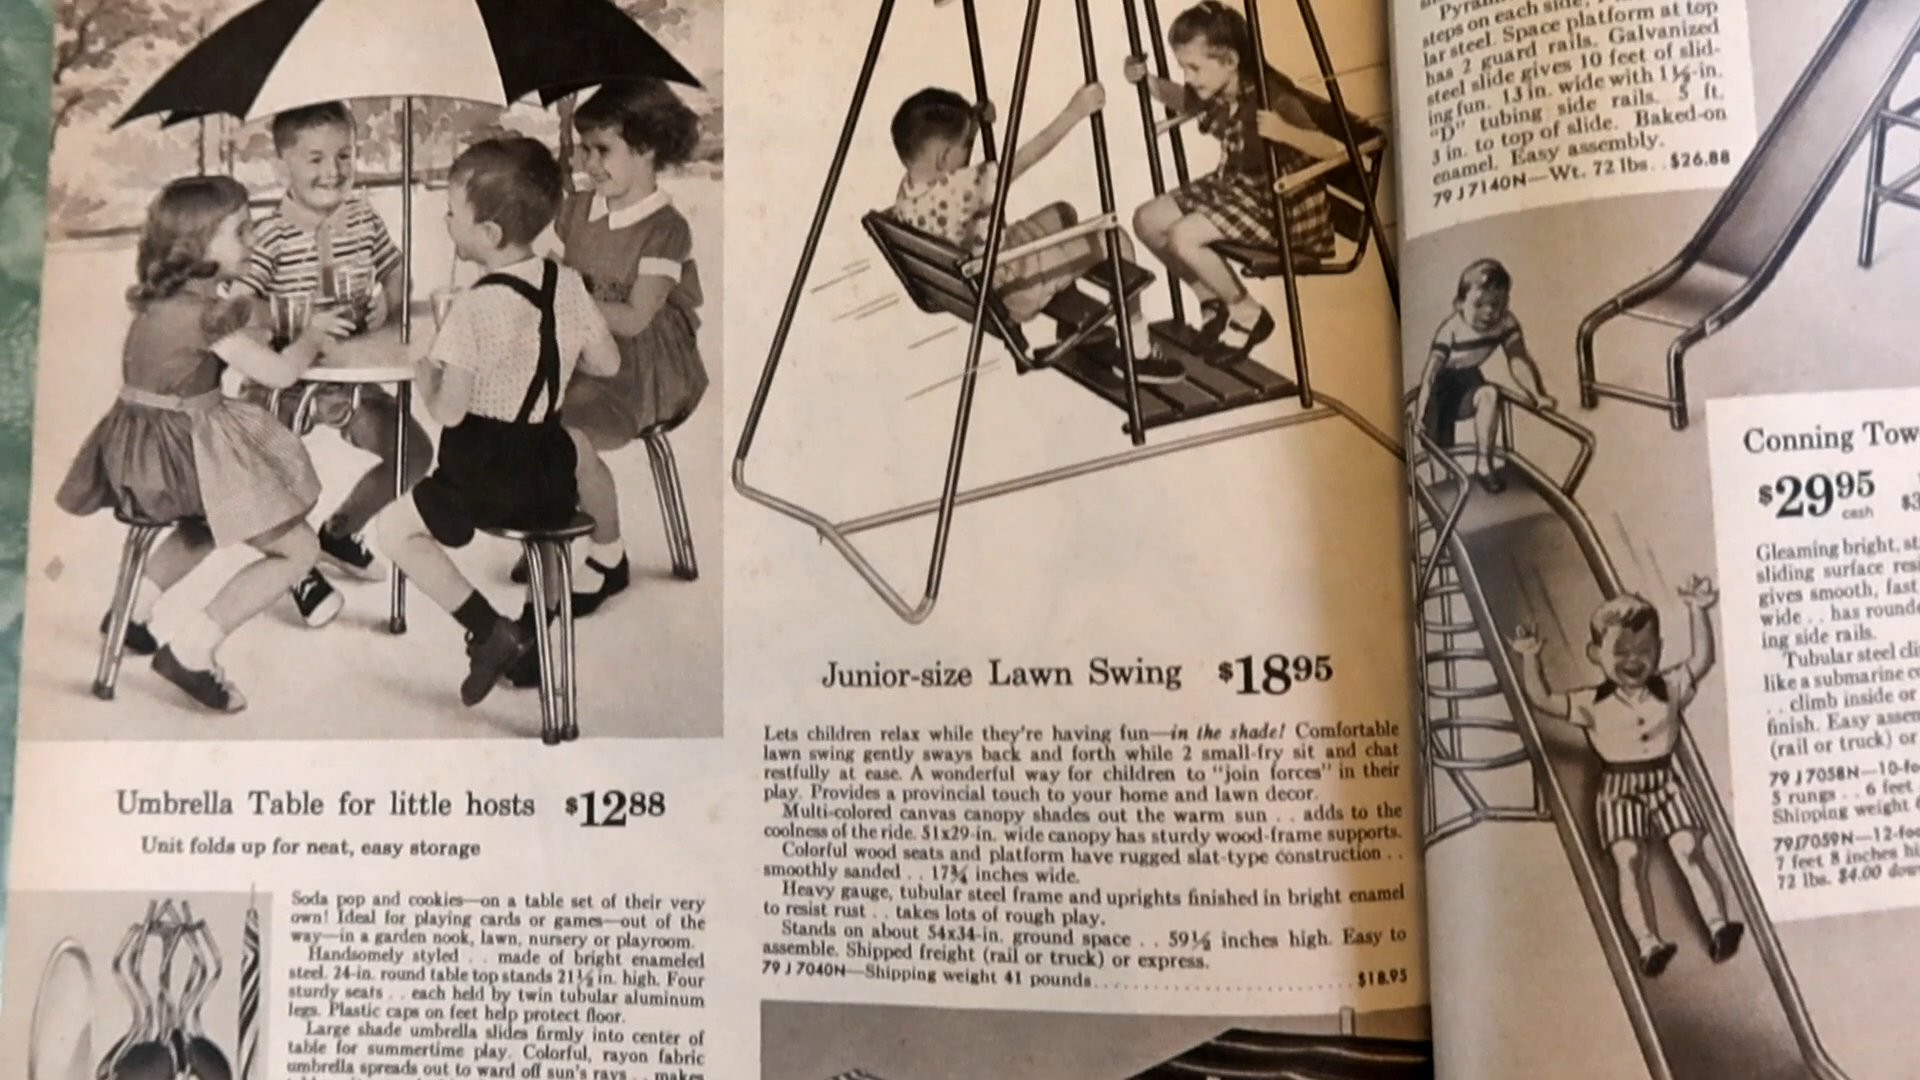 Umbrella Table for little hosts $12 88
Unit folds up for neat, easy storage
Soda pop and cookies—on a table set of their very
own! Ideal for playing cards or games—out of the
way—in a garden nook, lawn, nursery or playroom.
Handsomely styled . . made of bright enameled
steel. 24-in. round table top stands 21½ in. high. Four
sturdy seats . . each held by twin tubular aluminum
legs. Plastic caps on feet help protect floor.
Large shade umbrella slides firmly into center of
table for summertime play. Colorful, rayon fabric
umbrella spreads out to ward off sun's rays . . makes
Junior-size Lawn Swing $18 95
Lets children relax while they're having fun—in the shade! Comfortable
lawn swing gently sways back and forth while 2 small-fry sit and chat
restfully at ease. A wonderful way for children to "join forces" in their
play. Provides a provincial touch to your home and lawn decor.
Multi-colored canvas canopy shades out the warm sun . . adds to the
coolness of the ride. 51x29-in. wide canopy has sturdy wood-frame supports.
Colorful wood seats and platform have rugged slat-type construction . .
smoothly sanded . . 17¾ inches wide.
Heavy gauge, tubular steel frame and uprights finished in bright enamel
to resist rust . . takes lots of rough play.
Stands on about 54x34-in. ground space . . 59½ inches high. Easy to
assemble. Shipped freight (rail or truck) or express.
79 J 7040N—Shipping weight 41 pounds............................$18.95
steps on each side.
lar steel. Space platform at top
has 2 guard rails. Galvanized
steel slide gives 10 feet of slid-
ing fun. 13 in. wide with 1½-in.
"D" tubing side rails. 5 ft.
3 in. to top of slide. Baked-on
enamel. Easy assembly.
79 J 7140N—Wt. 72 lbs. . $26.88
Conning Tow
$29 95
cash
Gleaming bright, st
sliding surface resi
gives smooth, fast
wide . . has rounde
ing side rails.
Tubular steel cli
like a submarine co
. . climb inside or
finish. Easy assem
(rail or truck) or
79 J 7058N—10-fo
5 rungs . . 6 feet
Shipping weight
79J7059N—12-foo
7 feet 8 inches hi
72 lbs. $4.00 dow